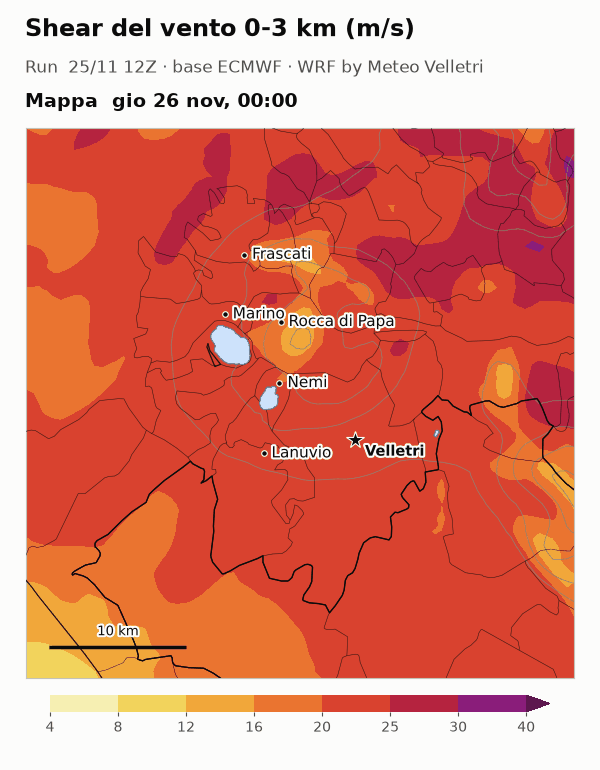 Shear del vento 0-3 km (m/s)
Run  25/11 12Z · base ECMWF · WRF by Meteo Velletri
Mappa  gio 26 nov, 00:00
Frascati
Marino
Rocca di Papa
Nemi
Velletri
Lanuvio
10 km
4 8 12 16 20 25 30 40